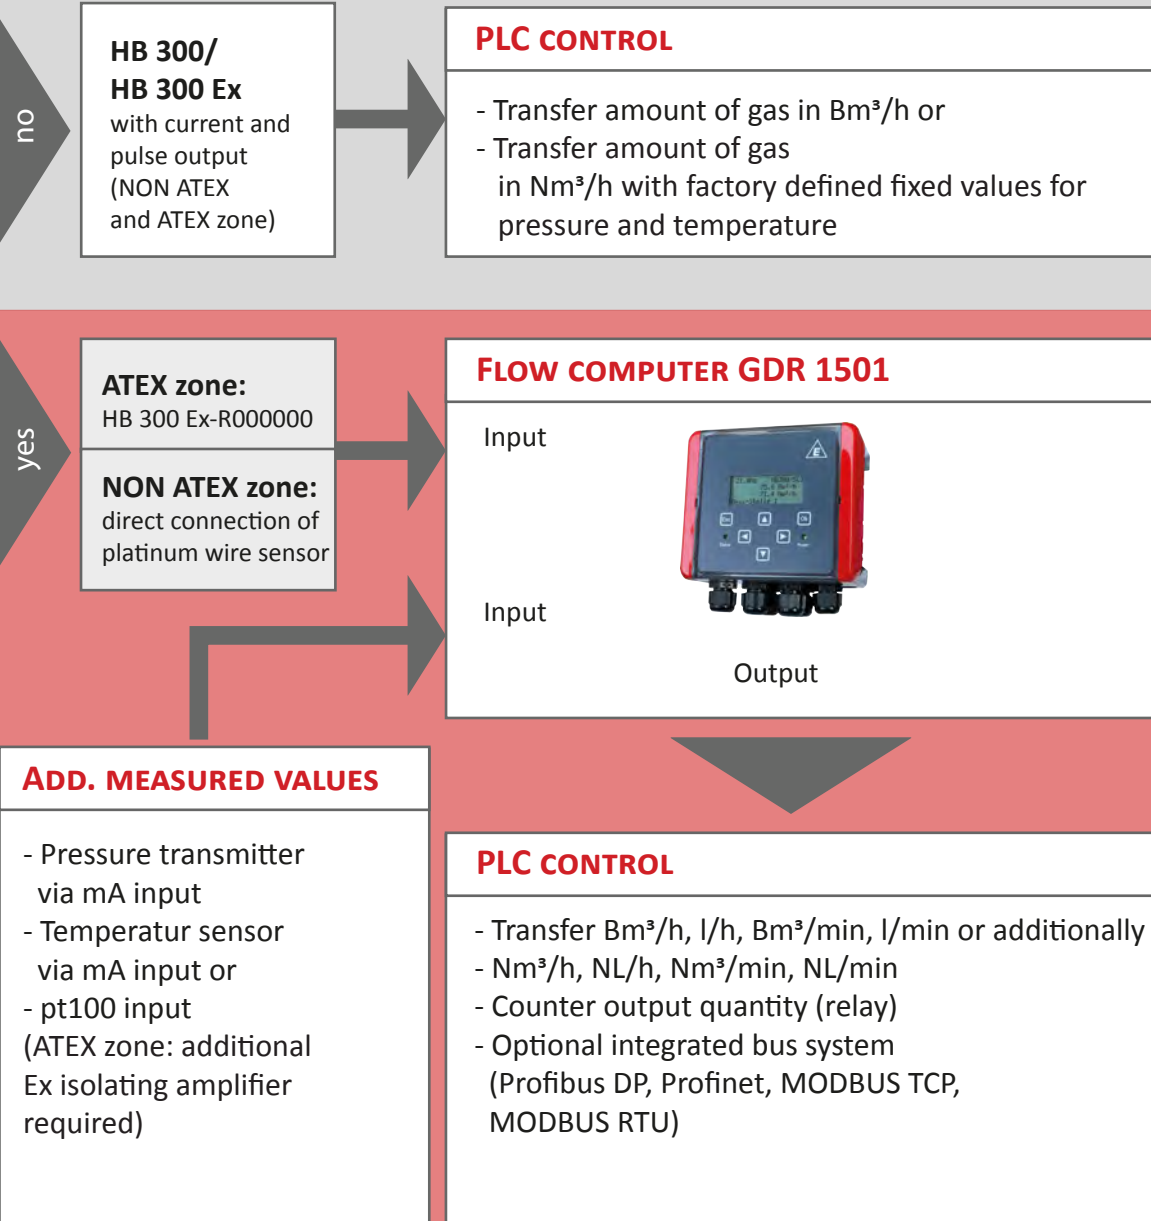 no
HB 300/
HB 300 Ex
with current and
pulse output
(NON ATEX
and ATEX zone)
PLC CONTROL
- Transfer amount of gas in Bm³/h or
- Transfer amount of gas
in Nm³/h with factory defined fixed values for
pressure and temperature
yes
ATEX zone:
HB 300 Ex-R000000
NON ATEX zone:
direct connection of
platinum wire sensor
FLOW COMPUTER GDR 1501
Input
E
Esc
Ok
Input
Output
ADD. MEASURED VALUES
- Pressure transmitter
via mA input
- Temperatur sensor
via mA input or
- pt100 input
(ATEX zone: additional
Ex isolating amplifier
required)
PLC CONTROL
- Transfer Bm³/h, l/h, Bm³/min, l/min or additionally
- Nm³/h, NL/h, Nm³/min, NL/min
- Counter output quantity (relay)
- Optional integrated bus system
(Profibus DP, Profinet, MODBUS TCP,
MODBUS RTU)